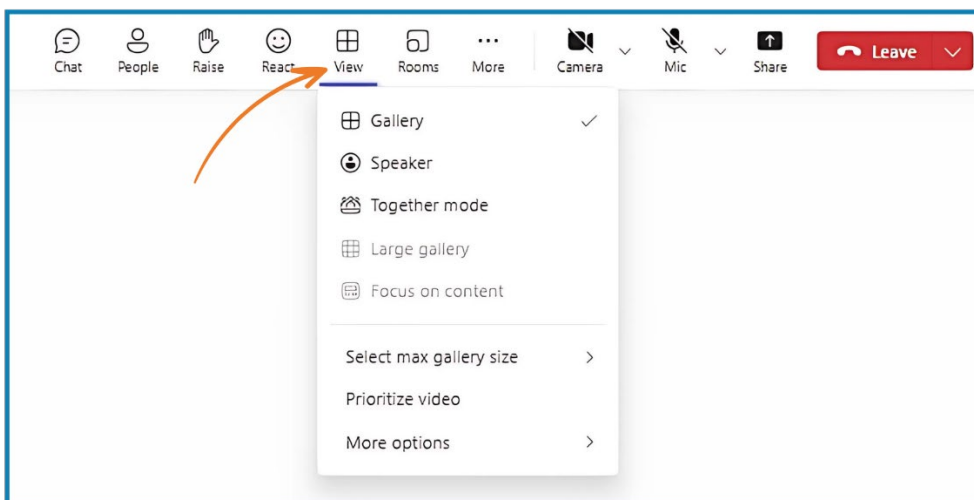 Chat People Raise React View Rooms More Camera Mic Share Leave
Gallery
Speaker
Together mode
Large gallery
Focus on content
Select max gallery size
Prioritize video
More options